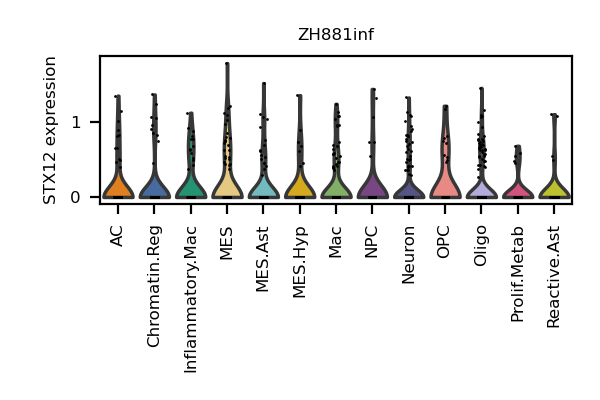 ZH881inf
STX12 expression
1
0
AC
Chromatin.Reg
Inflammatory.Mac
MES
MES.Ast
MES.Hyp
Mac
NPC
Neuron
OPC
Oligo
Prolif.Metab
Reactive.Ast